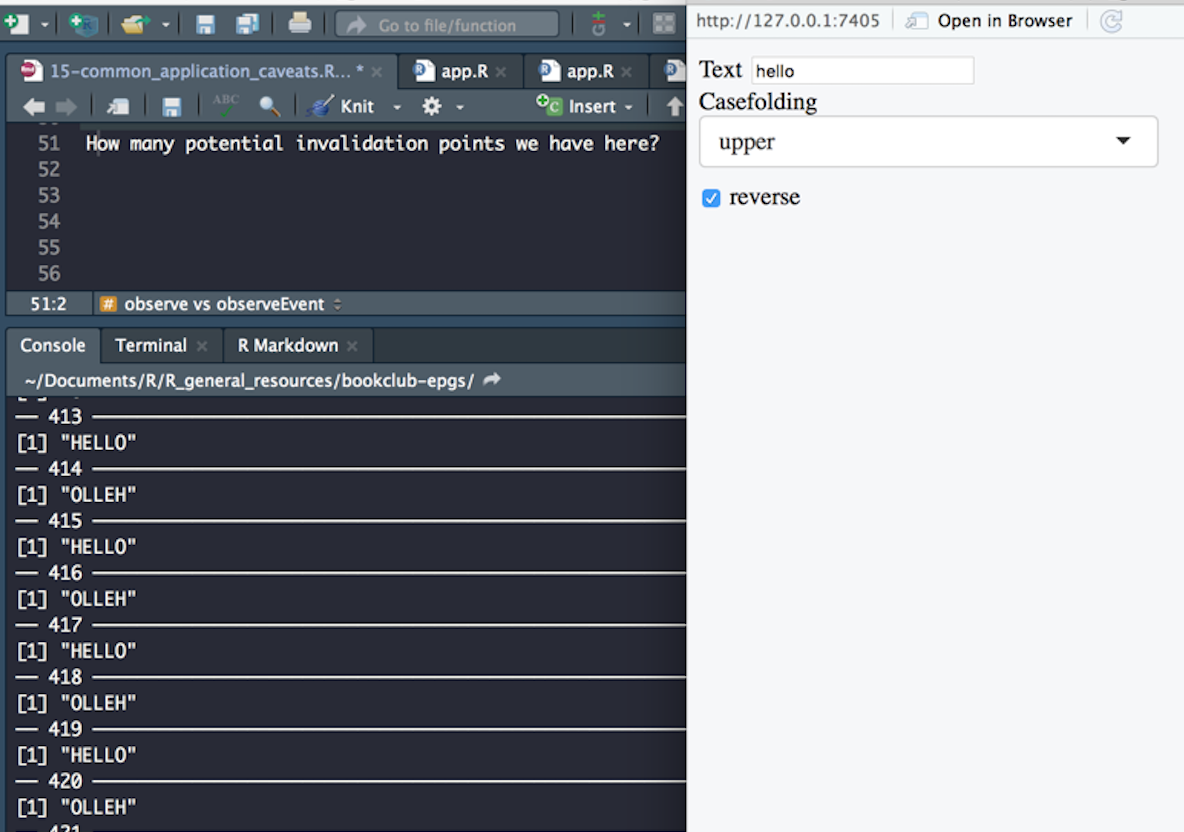 Go to file/function
15-common_application_caveats.R... * × app.R × app.R ×
ABC Knit Insert
51 How many potential invalidation points we have here?
52
53
54
55
56
51:2 # observe vs observeEvent
Console Terminal × R Markdown ×
~/Documents/R/R_general_resources/bookclub-epgs/
— 413
[1] "HELLO"
— 414
[1] "OLLEH"
— 415
[1] "HELLO"
— 416
[1] "OLLEH"
— 417
[1] "HELLO"
— 418
[1] "OLLEH"
— 419
[1] "HELLO"
— 420
[1] "OLLEH"
— 421
http://127.0.0.1:7405 Open in Browser
Text hello
Casefolding
upper
reverse